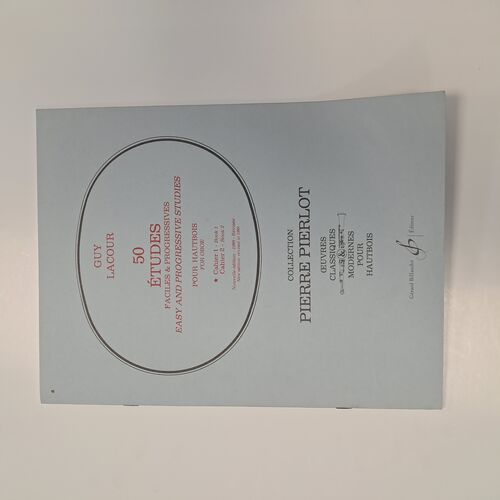 GUY
LACOUR
50
ÉTUDES
FACILES & PROGRESSIVES
EASY AND PROGRESSIVE STUDIES
POUR HAUTBOIS
FOR OBOE
★ Cahier 1 - Book 1
Cahier 2 - Book 2
COLLECTION
PIERRE PIERLOT
ŒUVRES
CLASSIQUES
&
MODERNES
POUR
HAUTBOIS
Gérard Billaudot Éditeur